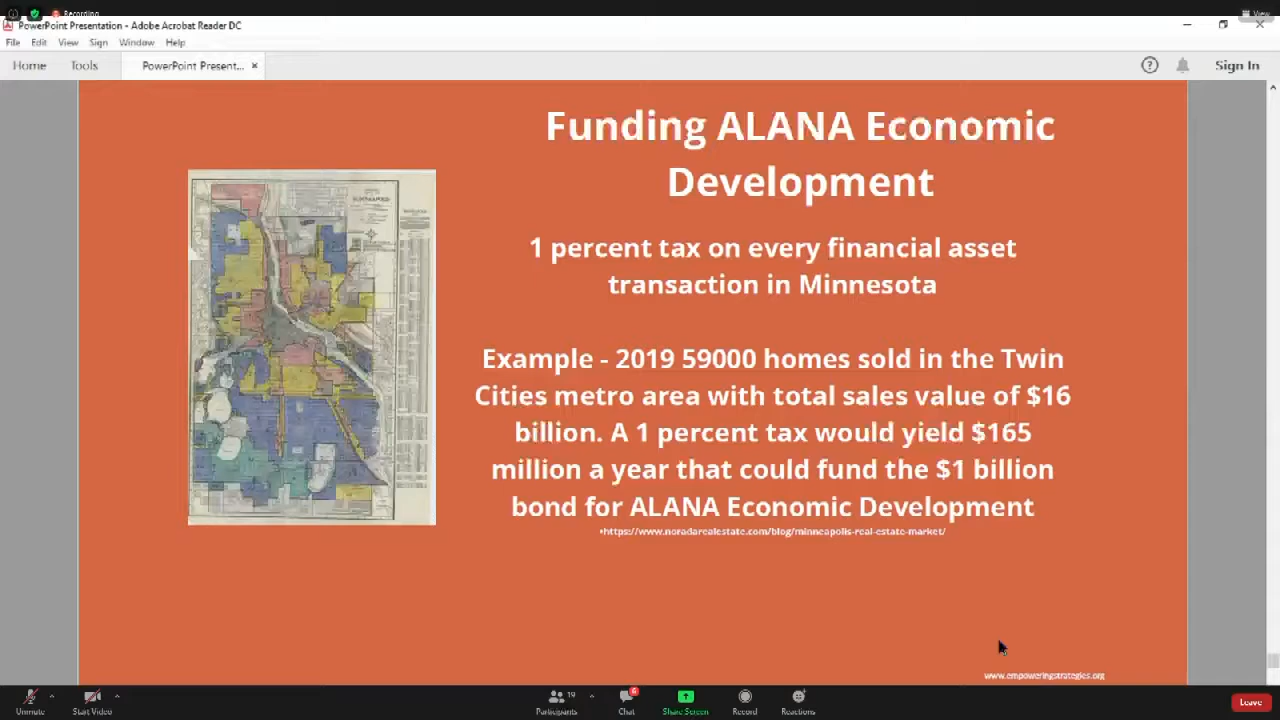 Recording
View
PowerPoint Presentation - Adobe Acrobat Reader DC
File Edit View Sign Window Help
Home Tools PowerPoint Present... × Sign In
Funding ALANA Economic
Development
1 percent tax on every financial asset
transaction in Minnesota
Example - 2019 59000 homes sold in the Twin
Cities metro area with total sales value of $16
billion. A 1 percent tax would yield $165
million a year that could fund the $1 billion
bond for ALANA Economic Development
•https://www.noradarealestate.com/blog/minneapolis-real-estate-market/
www.empoweringstrategies.org
19
6
Unmute Start Video Participants Chat Share Screen Record Reactions Leave